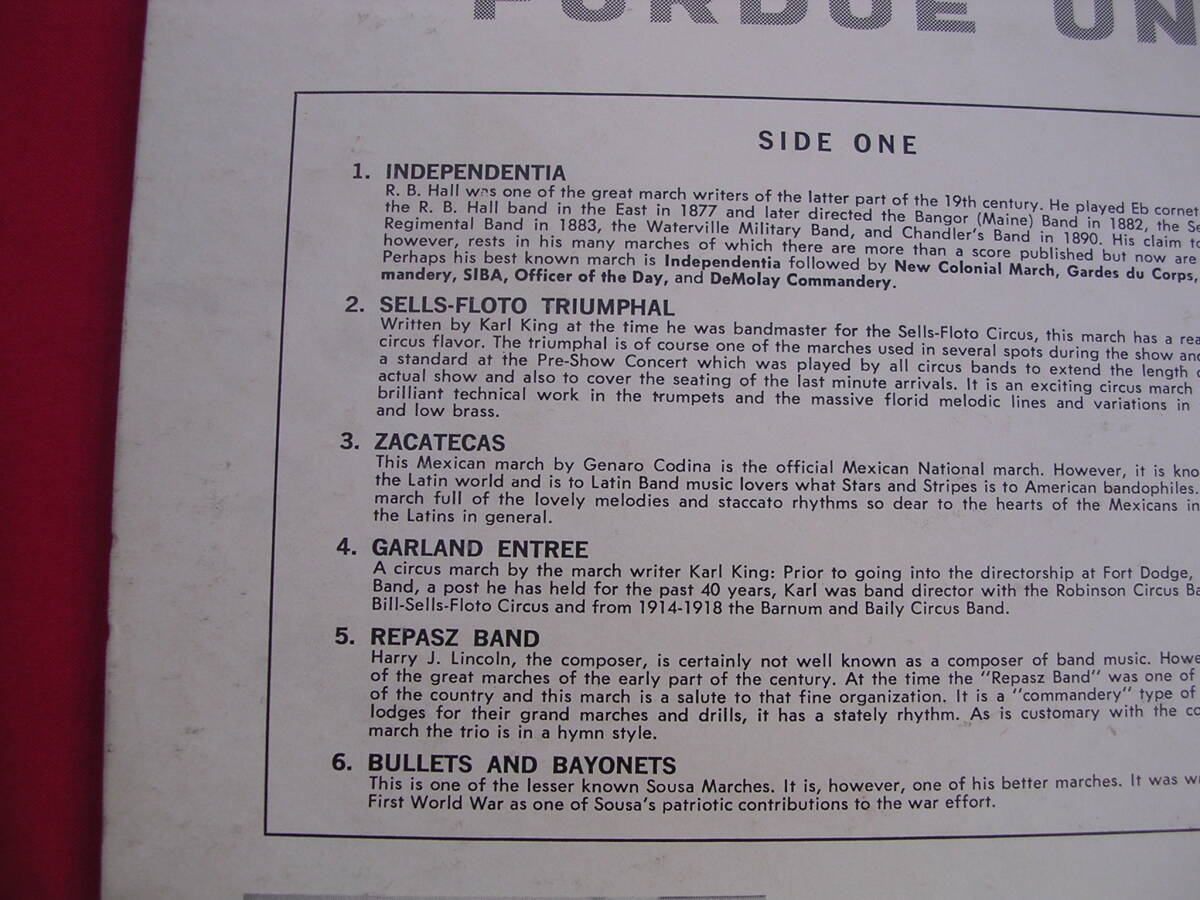 PURDUE UN
SIDE ONE
1. INDEPENDENTIA
R. B. Hall was one of the great march writers of the latter part of the 19th century. He played Eb cornet
the R. B. Hall band in the East in 1877 and later directed the Bangor (Maine) Band in 1882, the Se
Regimental Band in 1883, the Waterville Military Band, and Chandler's Band in 1890. His claim to
however, rests in his many marches of which there are more than a score published but now are
Perhaps his best known march is Independentia followed by New Colonial March, Gardes du Corps,
mandery, SIBA, Officer of the Day, and DeMolay Commandery.
2. SELLS-FLOTO TRIUMPHAL
Written by Karl King at the time he was bandmaster for the Sells-Floto Circus, this march has a rea
circus flavor. The triumphal is of course one of the marches used in several spots during the show and
a standard at the Pre-Show Concert which was played by all circus bands to extend the length o
actual show and also to cover the seating of the last minute arrivals. It is an exciting circus march
brilliant technical work in the trumpets and the massive florid melodic lines and variations in
and low brass.
3. ZACATECAS
This Mexican march by Genaro Codina is the official Mexican National march. However, it is kno
the Latin world and is to Latin Band music lovers what Stars and Stripes is to American bandophiles.
march full of the lovely melodies and staccato rhythms so dear to the hearts of the Mexicans in
the Latins in general.
4. GARLAND ENTREE
A circus march by the march writer Karl King: Prior to going into the directorship at Fort Dodge,
Band, a post he has held for the past 40 years, Karl was band director with the Robinson Circus Ba
Bill-Sells-Floto Circus and from 1914-1918 the Barnum and Baily Circus Band.
5. REPASZ BAND
Harry J. Lincoln, the composer, is certainly not well known as a composer of band music. Howe
of the great marches of the early part of the century. At the time the "Repasz Band" was one of
of the country and this march is a salute to that fine organization. It is a "commandery" type of
lodges for their grand marches and drills, it has a stately rhythm. As is customary with the co
march the trio is in a hymn style.
6. BULLETS AND BAYONETS
This is one of the lesser known Sousa Marches. It is, however, one of his better marches. It was w
First World War as one of Sousa's patriotic contributions to the war effort.